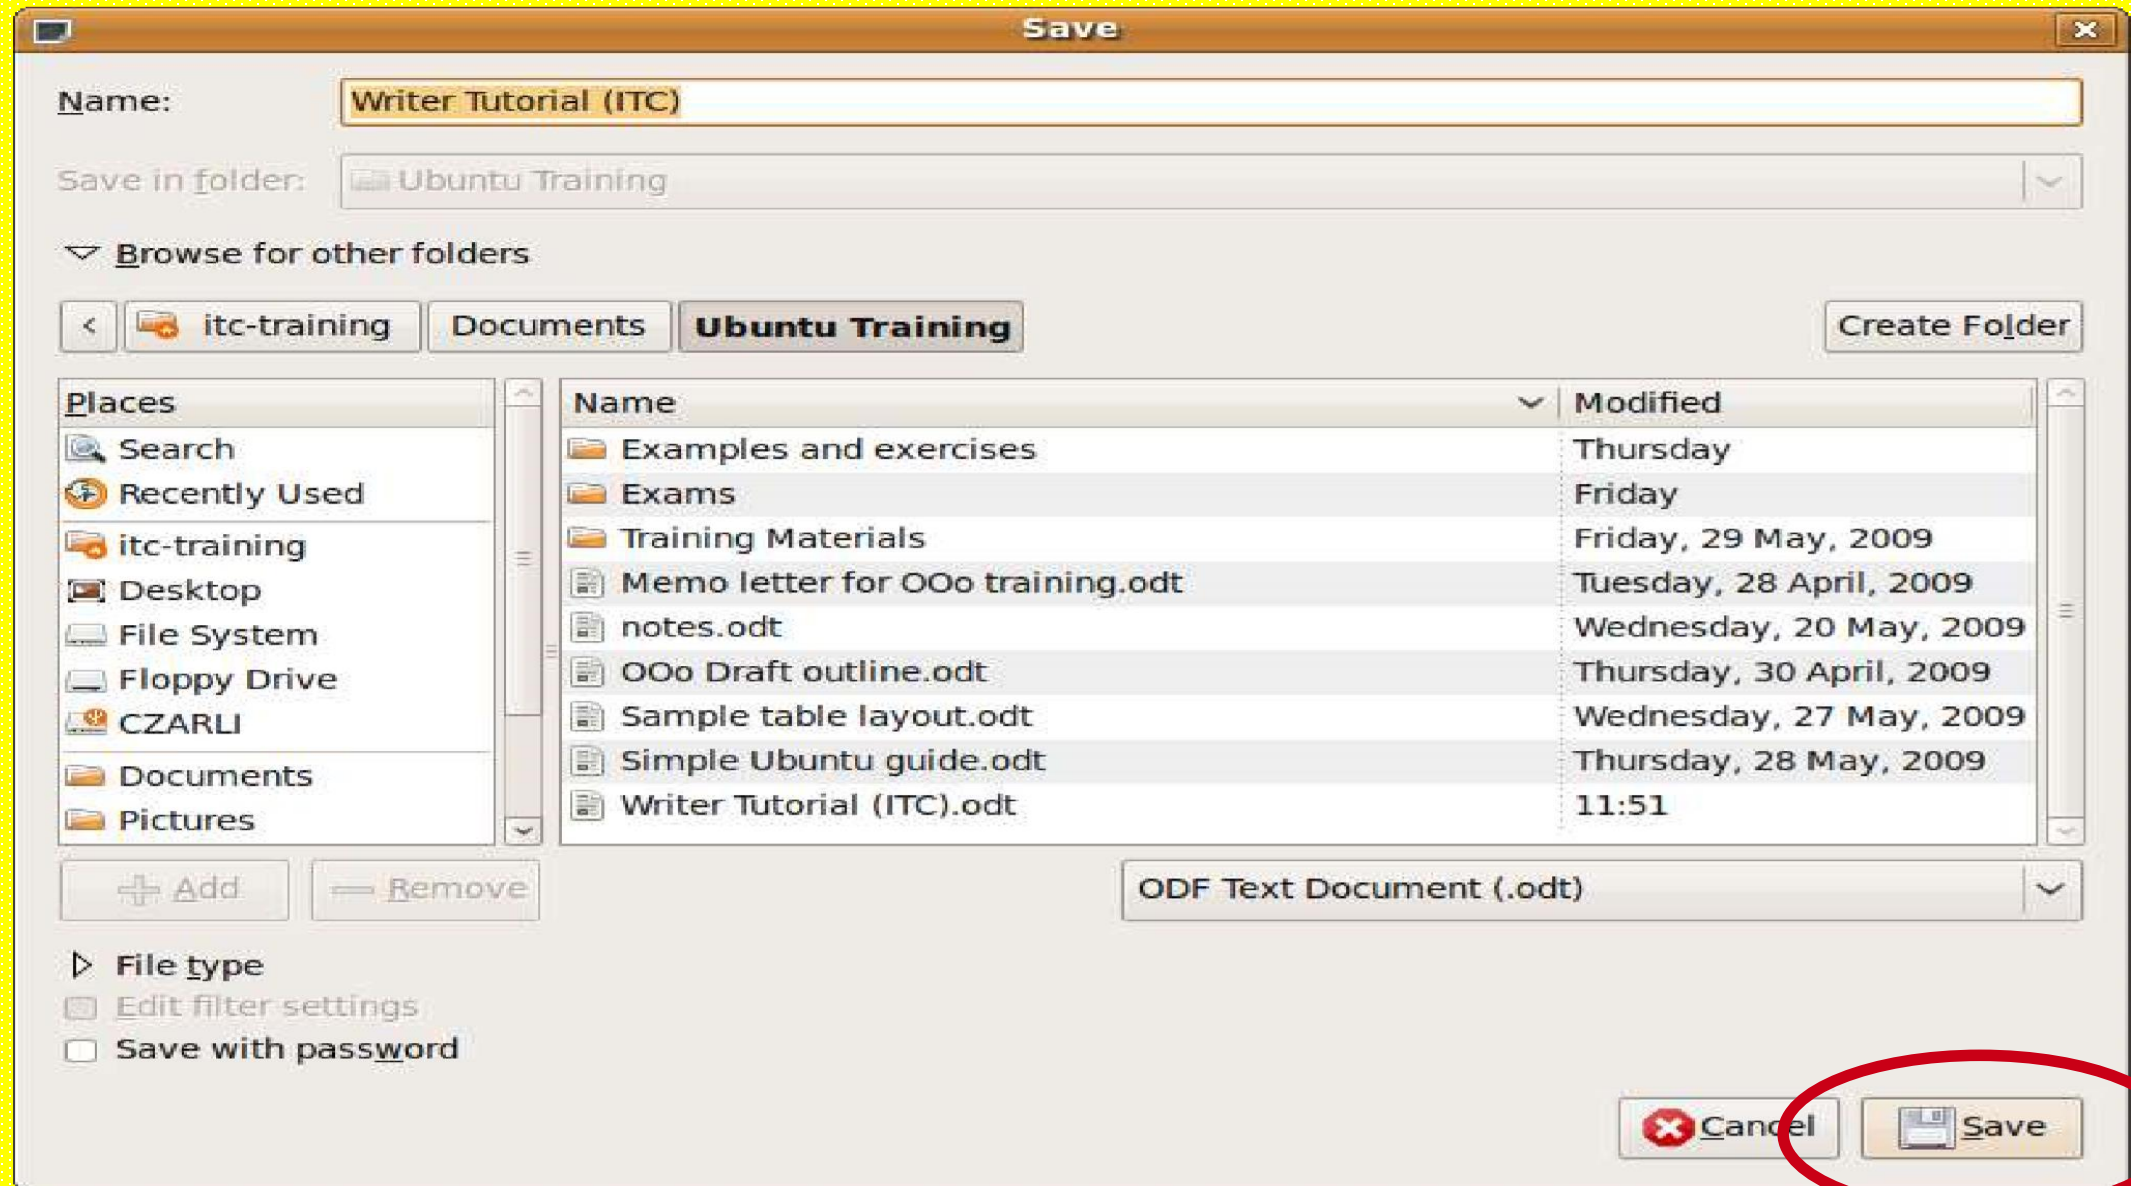 Save
Name: Writer Tutorial (ITC)
Save in folder: Ubuntu Training
Browse for other folders
< itc-training Documents Ubuntu Training Create Folder
Places
Search
Recently Used
itc-training
Desktop
File System
Floppy Drive
CZARLI
Documents
Pictures
Name Modified
Examples and exercises Thursday
Exams Friday
Training Materials Friday, 29 May, 2009
Memo letter for OOo training.odt Tuesday, 28 April, 2009
notes.odt Wednesday, 20 May, 2009
OOo Draft outline.odt Thursday, 30 April, 2009
Sample table layout.odt Wednesday, 27 May, 2009
Simple Ubuntu guide.odt Thursday, 28 May, 2009
Writer Tutorial (ITC).odt 11:51
Add Remove ODF Text Document (.odt)
File type
Edit filter settings
Save with password
Cancel Save